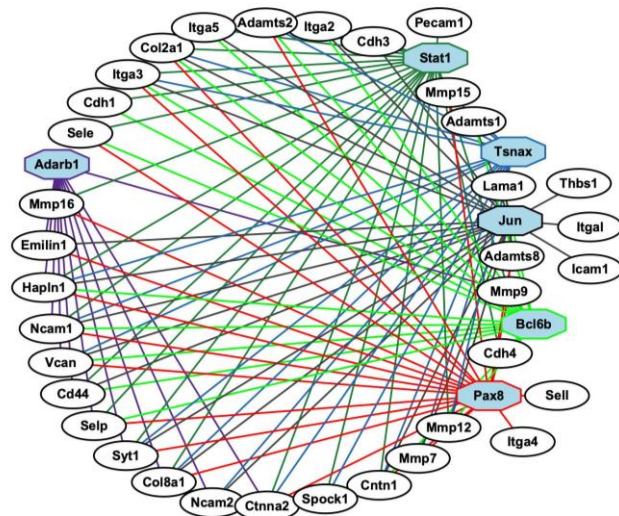 Pecam1
Itga5
Adamts2
Itga2
Col2a1
Cdh3
Stat1
Itga3
Mmp15
Cdh1
Adamts1
Sele
Tsnax
Adarb1
Lama1
Thbs1
Mmp16
Jun
Itgal
Emilin1
Adamts8
Icam1
Hapln1
Mmp9
Ncam1
Bcl6b
Vcan
Cdh4
Cd44
Pax8
Sell
Selp
Mmp12
Itga4
Syt1
Mmp7
Col8a1
Cntn1
Ncam2
Ctnna2
Spock1